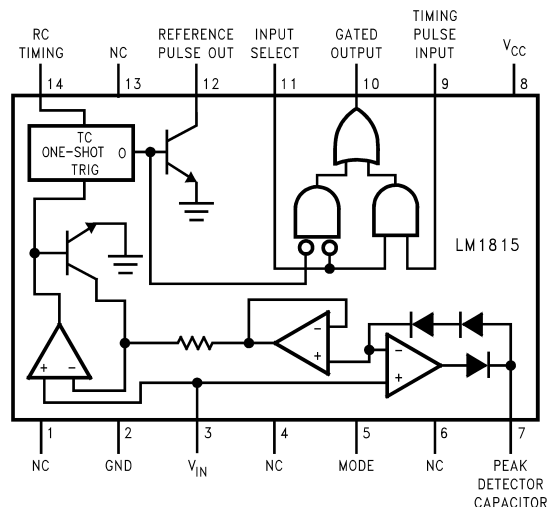 RC
TIMING
NC
REFERENCE
PULSE OUT
INPUT
SELECT
GATED
OUTPUT
TIMING
PULSE
INPUT
VCC
14
13
12
11
10
9
8
TC
ONE-SHOT O
TRIG
LM1815
+
-
-
+
-
+
1
2
3
4
5
6
7
NC
GND
VIN
NC
MODE
NC
PEAK
DETECTOR
CAPACITOR